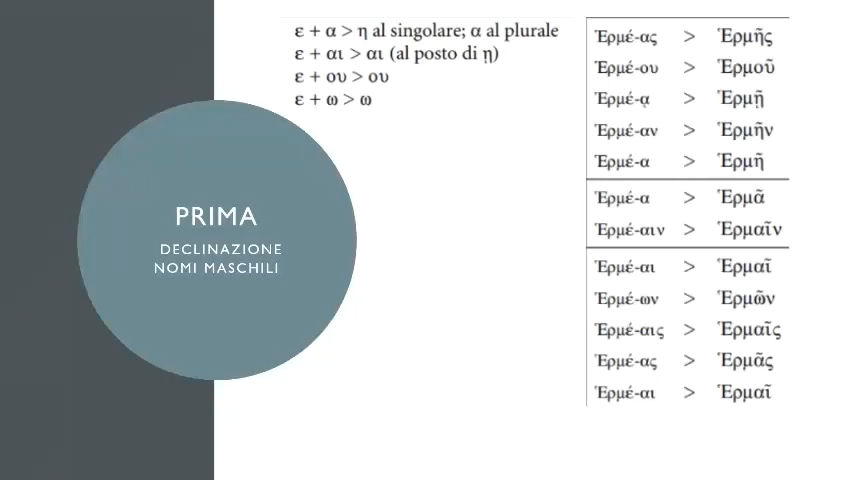 PRIMA
DECLINAZIONE
NOMI MASCHILI
ε + α > η al singolare; α al plurale
ε + αι > αι (al posto di η)
ε + ου > ου
ε + ω > ω
Ἑρμέ-ας > Ἑρμῆς
Ἑρμέ-ου > Ἑρμοῦ
Ἑρμέ-ᾳ > Ἑρμῇ
Ἑρμέ-αν > Ἑρμῆν
Ἑρμέ-α > Ἑρμῆ
Ἑρμέ-α > Ἑρμᾶ
Ἑρμέ-αιν > Ἑρμαῖν
Ἑρμέ-αι > Ἑρμαῖ
Ἑρμέ-ων > Ἑρμῶν
Ἑρμέ-αις > Ἑρμαῖς
Ἑρμέ-ας > Ἑρμᾶς
Ἑρμέ-αι > Ἑρμαῖ